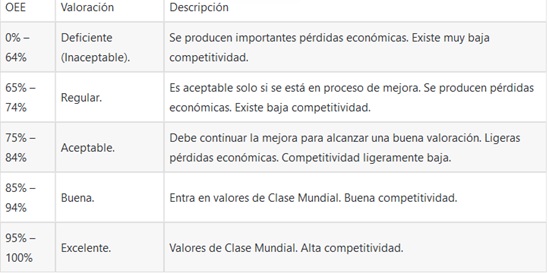 OEE Valoración Descripción
0% – Deficiente Se producen importantes pérdidas económicas. Existe muy baja
64% (Inaceptable). competitividad.
65% – Regular. Es aceptable solo si se está en proceso de mejora. Se producen pérdidas
74% económicas. Existe baja competitividad.
75% – Aceptable. Debe continuar la mejora para alcanzar una buena valoración. Ligeras
84% pérdidas económicas. Competitividad ligeramente baja.
85% – Buena. Entra en valores de Clase Mundial. Buena competitividad.
94%
95% – Excelente. Valores de Clase Mundial. Alta competitividad.
100%